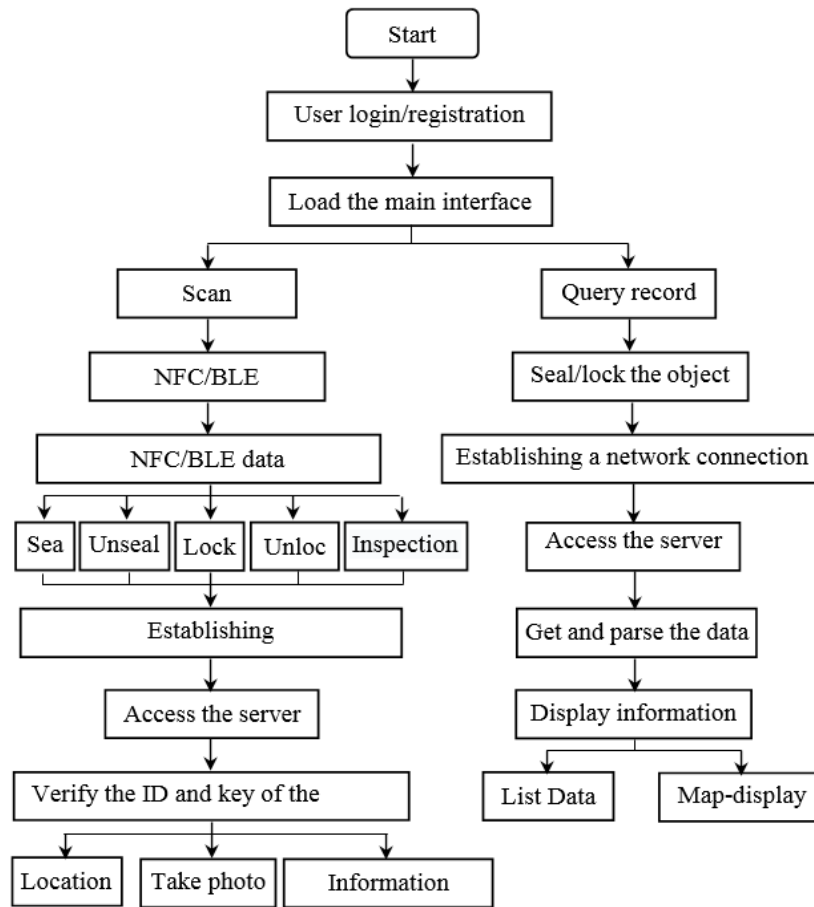 Start
User login/registration
Load the main interface
Scan
Query record
NFC/BLE
Seal/lock the object
NFC/BLE data
Establishing a network connection
Sea
Unseal
Lock
Unloc
Inspection
Access the server
Establishing
Get and parse the data
Access the server
Display information
Verify the ID and key of the
List Data
Map-display
Location
Take photo
Information